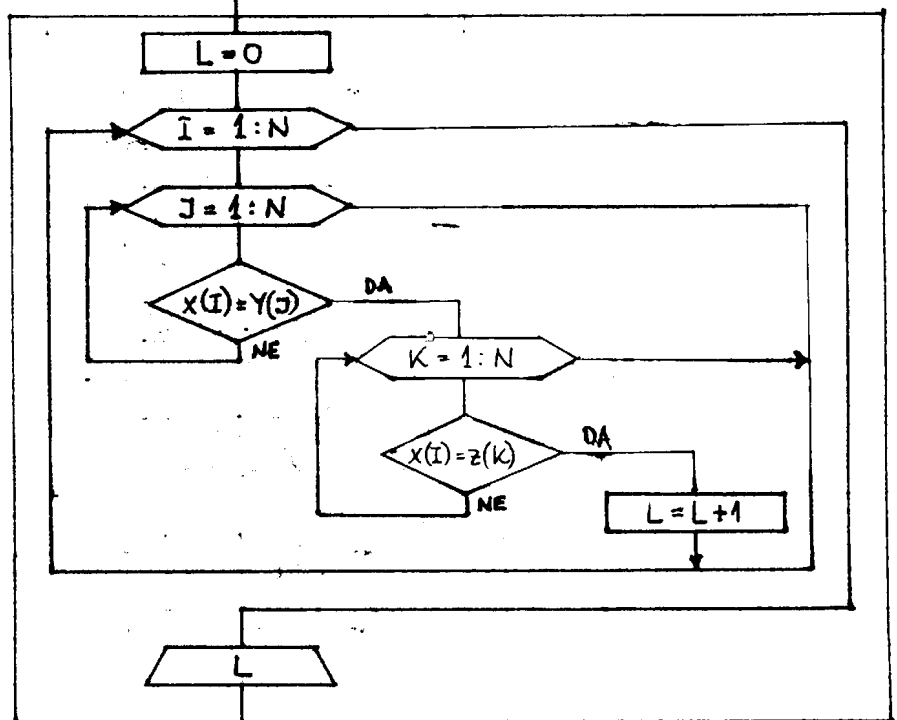 L = 0
I = 1 : N
J = 1 : N
X(I) = Y(J)
DA
NE
K = 1 : N
X(I) = Z(K)
DA
NE
L = L + 1
L